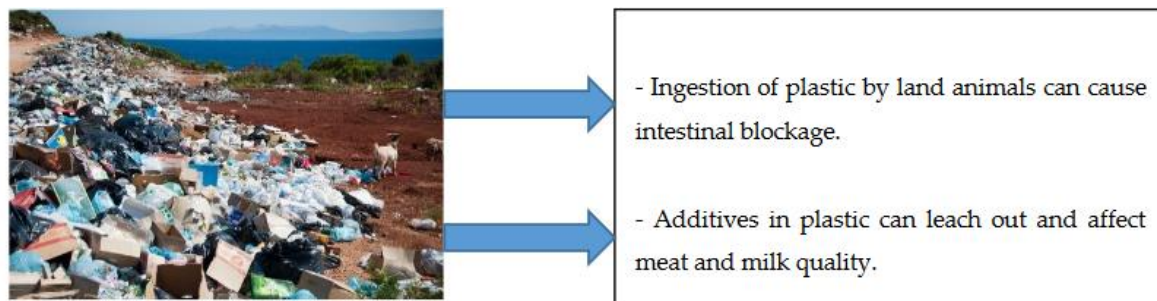 - Ingestion of plastic by land animals can cause
intestinal blockage.
- Additives in plastic can leach out and affect
meat and milk quality.